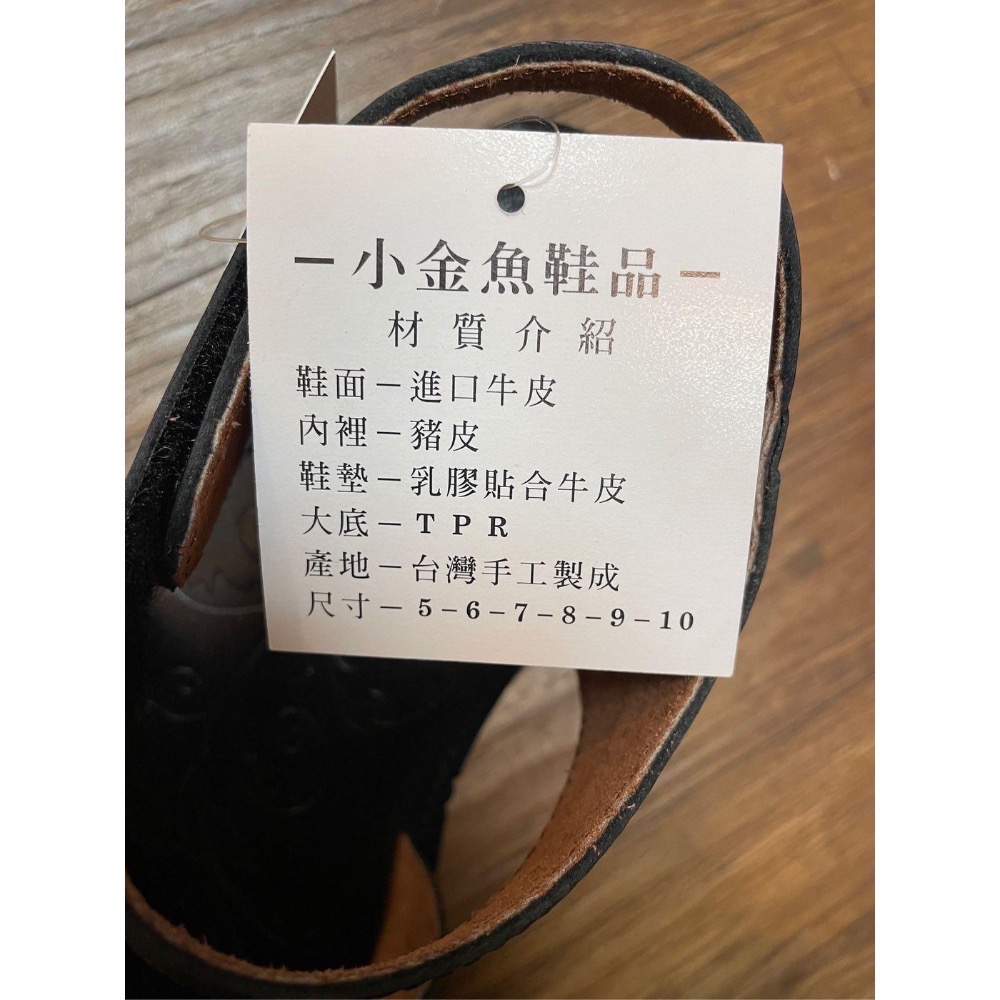 －小金魚鞋品－
材質介紹
鞋面－進口牛皮
內裡－豬皮
鞋墊－乳膠貼合牛皮
大底－TPR
產地－台灣手工製成
尺寸－5－6－7－8－9－10